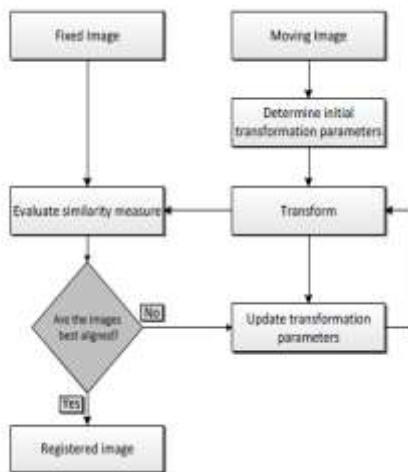 Fixed Image
Moving Image
Determine initial
transformation parameters
Evaluate similarity measure
Transform
Are the images
best aligned?
No
Update transformation
parameters
Yes
Registered image